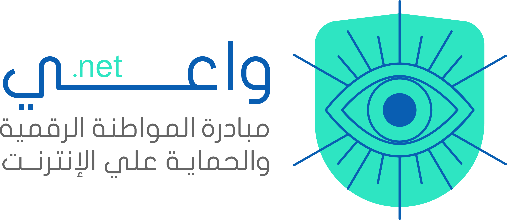 واعي.net
مبادرة المواطنة الرقمية
والحماية علي الإنترنت